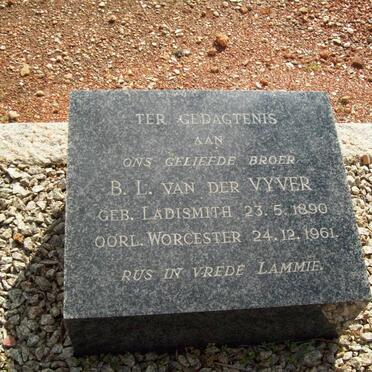 TER GEDAGTENIS
AAN
ONS GELIEFDE BROER
B. L. VAN DER VYVER
GEB. LADISMITH 23.5.1890
OORL. WORCESTER 24.12.1961.
RUS IN VREDE LAMMIE.